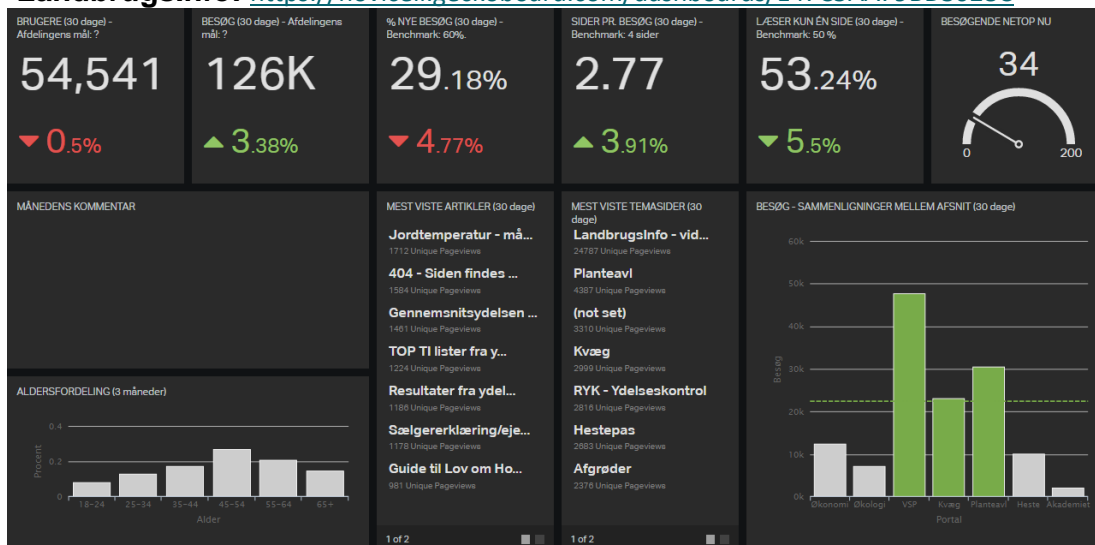 BRUGERE (30 dage) -
Afdelingens mål: ?
54,541
0.5%
BESØG (30 dage) - Afdelingens
mål: ?
126K
3.38%
% NYE BESØG (30 dage) -
Benchmark: 60%.
29.18%
4.77%
SIDER PR. BESØG (30 dage) -
Benchmark: 4 sider
2.77
3.91%
LÆSER KUN ÉN SIDE (30 dage) -
Benchmark: 50 %
53.24%
5.5%
BESØGENDE NETOP NU
34
0
200
MÅNEDENS KOMMENTAR
ALDERSFORDELING (3 måneder)
Procent
0.4
0.2
0
18-24 25-34 35-44 45-54 55-64 65+
Alder
MEST VISTE ARTIKLER (30 dage)
Jordtemperatur - må...
1712 Unique Pageviews
404 - Siden findes ...
1584 Unique Pageviews
Gennemsnitsydelsen ...
1461 Unique Pageviews
TOP TI lister fra y...
1224 Unique Pageviews
Resultater fra ydel...
1186 Unique Pageviews
Sælgererklæring/eje...
1178 Unique Pageviews
Guide til Lov om Ho...
981 Unique Pageviews
1 of 2
MEST VISTE TEMASIDER (30
dage)
LandbrugsInfo - vid...
24787 Unique Pageviews
Planteavl
4387 Unique Pageviews
(not set)
3310 Unique Pageviews
Kvæg
2999 Unique Pageviews
RYK - Ydelseskontrol
2816 Unique Pageviews
Hestepas
2683 Unique Pageviews
Afgrøder
2376 Unique Pageviews
1 of 2
BESØG - SAMMENLIGNINGER MELLEM AFSNIT (30 dage)
Besøg
60k
50k
40k
30k
20k
10k
0k
Økonomi Økologi VSP Kvæg Planteavl Heste Akademiet
Portal